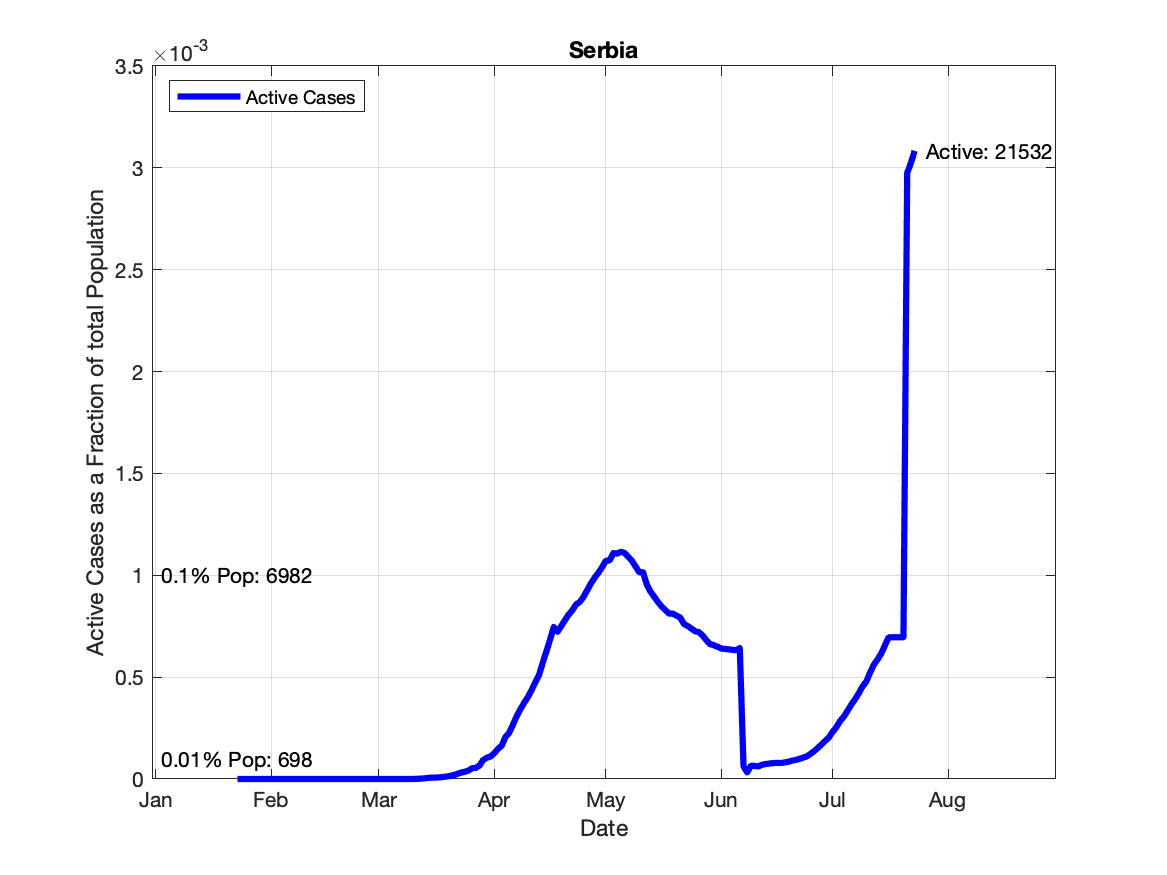 Serbia
×10-3
3.5
3
2.5
2
1.5
1
0.5
0
Active Cases as a Fraction of total Population
Active Cases
Active: 21532
0.1% Pop: 6982
0.01% Pop: 698
Jan Feb Mar Apr May Jun Jul Aug
Date